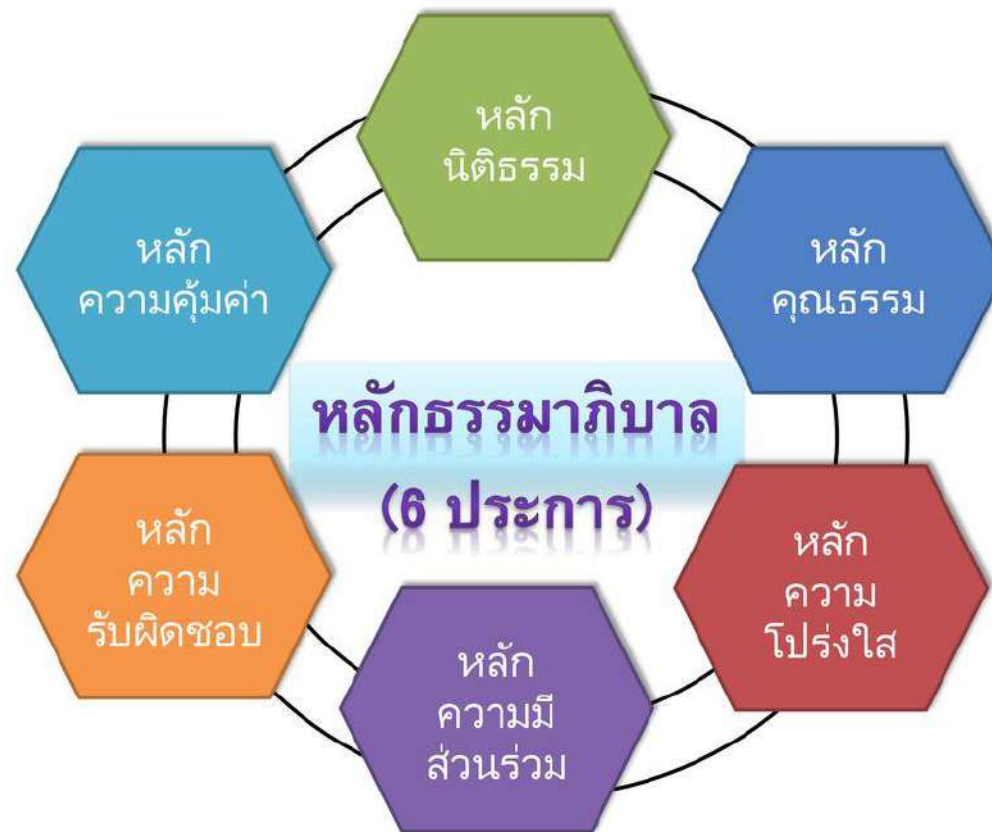 หลัก
นิติธรรม
หลัก
คุณธรรม
หลัก
ความ
โปร่งใส
หลัก
ความมี
ส่วนร่วม
หลัก
ความ
รับผิดชอบ
หลัก
ความคุ้มค่า
หลักธรรมาภิบาล
(6 ประการ)